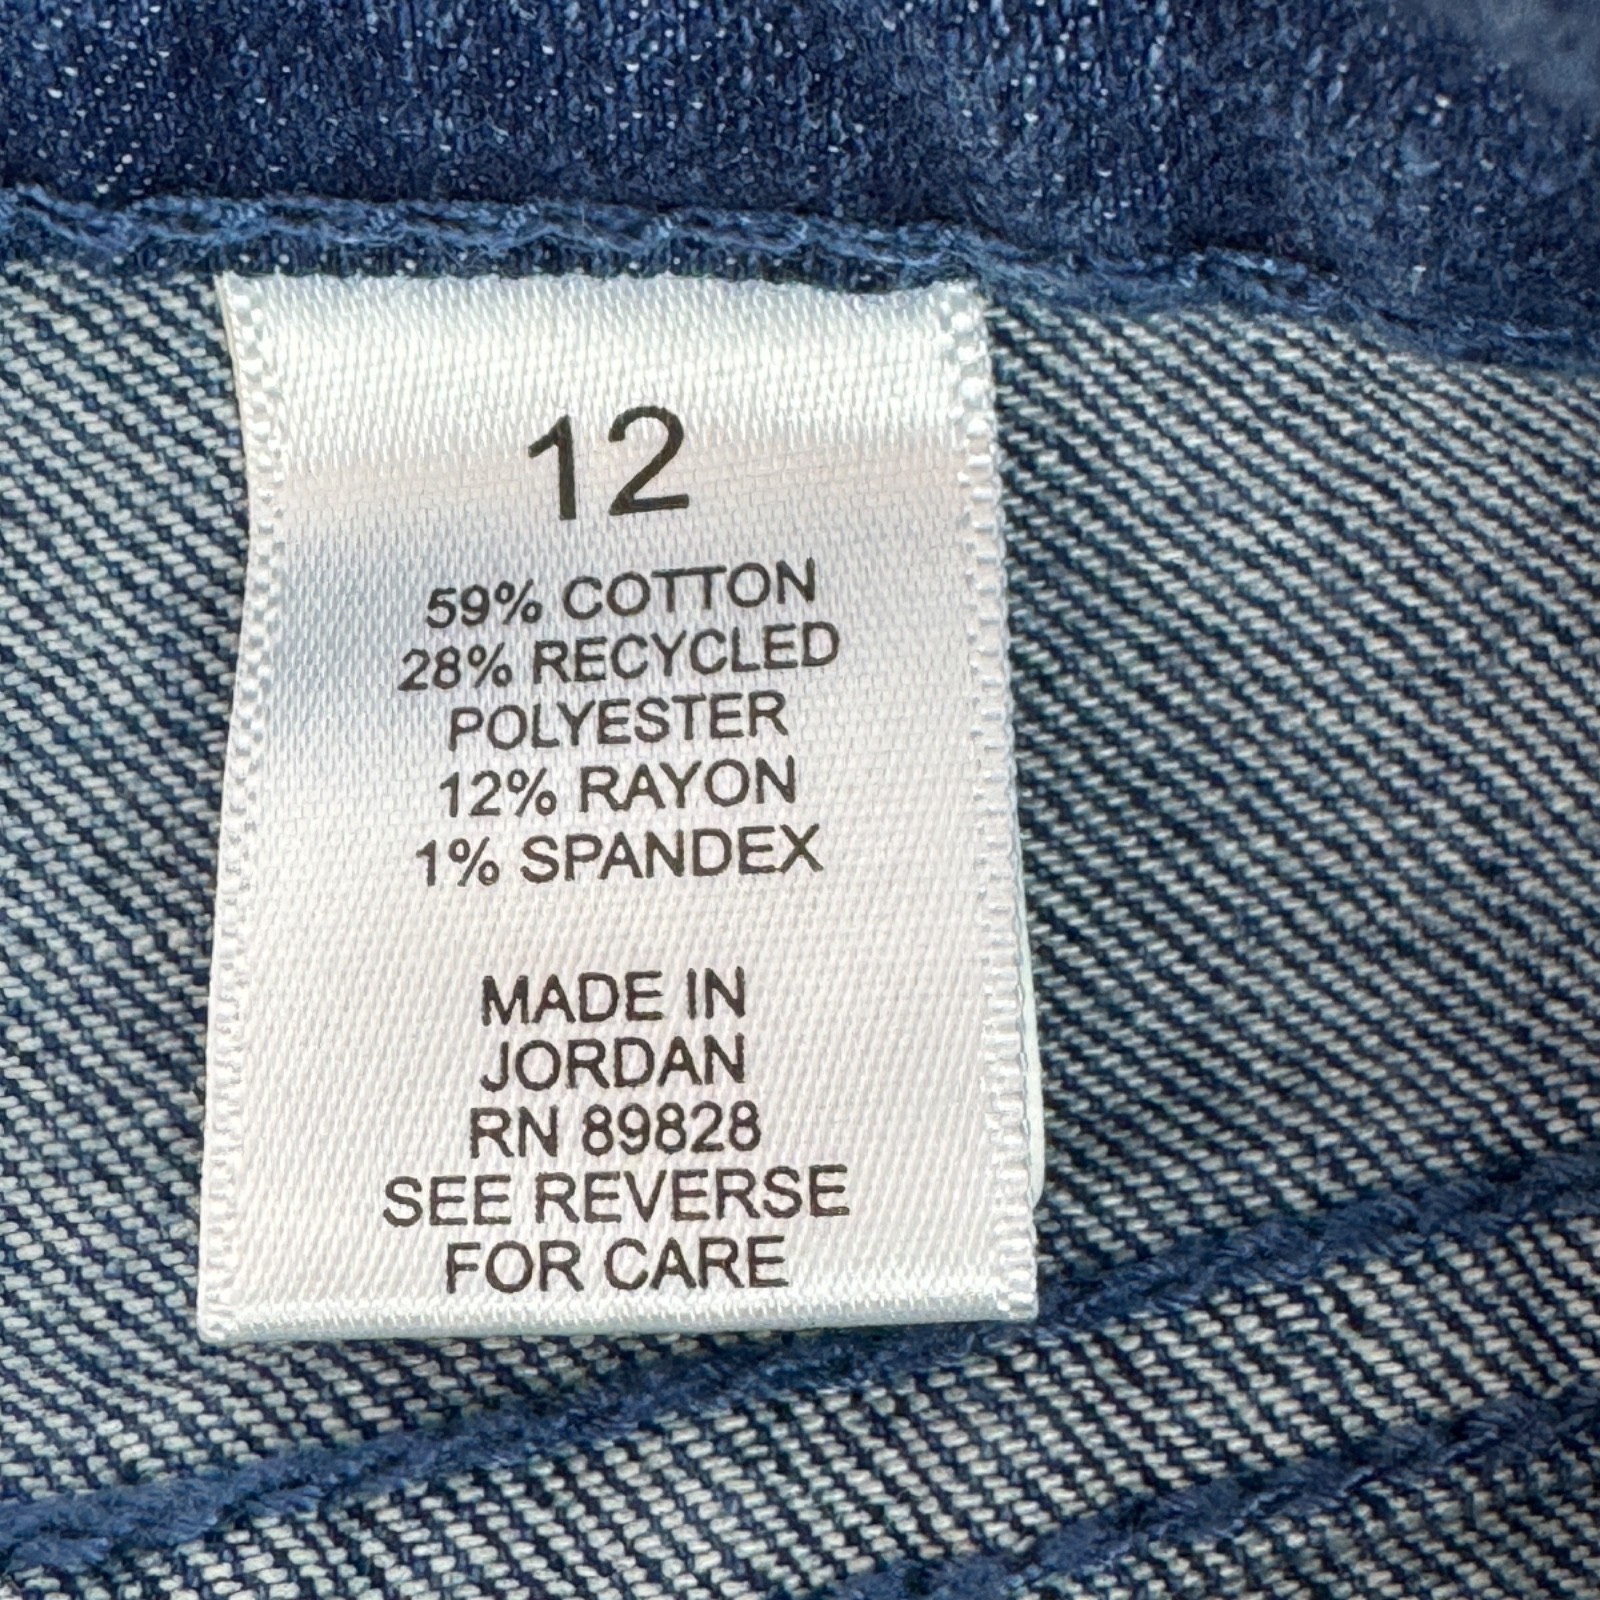 12
59% COTTON
28% RECYCLED
POLYESTER
12% RAYON
1% SPANDEX
MADE IN
JORDAN
RN 89828
SEE REVERSE
FOR CARE